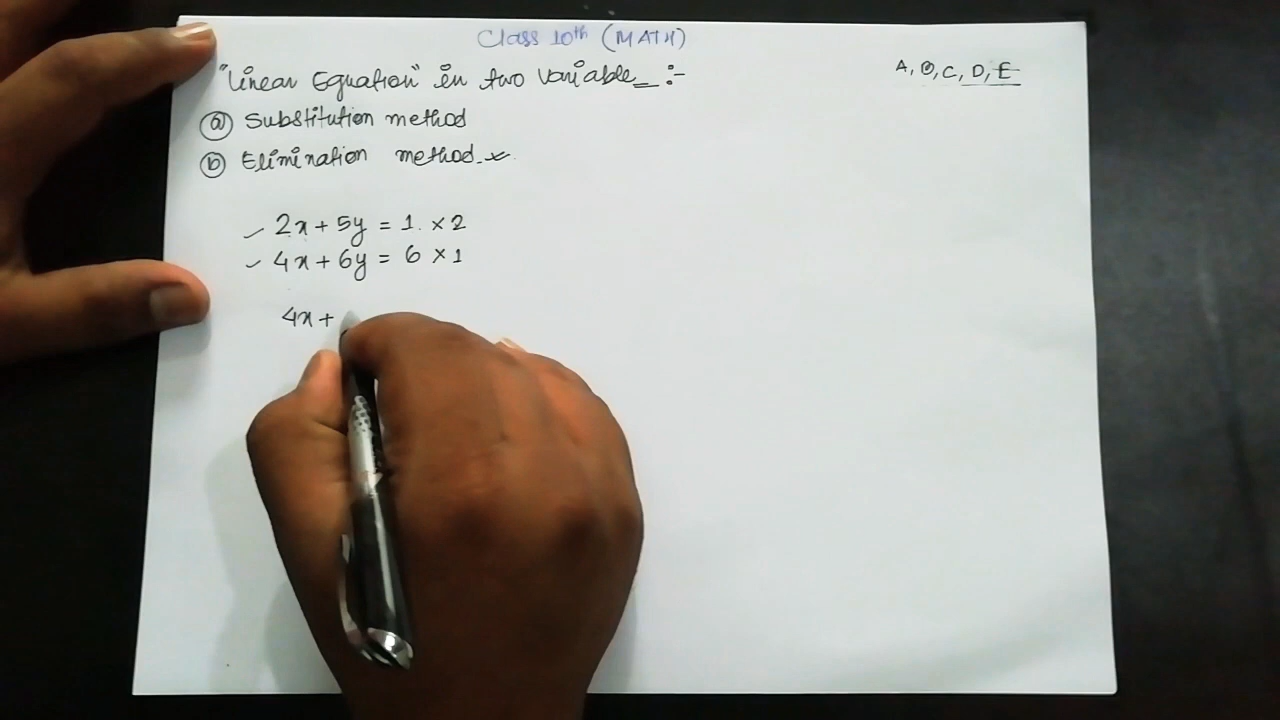 Class 10th (MATH)
"Linear Equation" in two variable :-
A, B, C, D, E
(a) Substitution method
(b) Elimination method
2x + 5y = 1. × 2
4x + 6y = 6 × 1
4x +